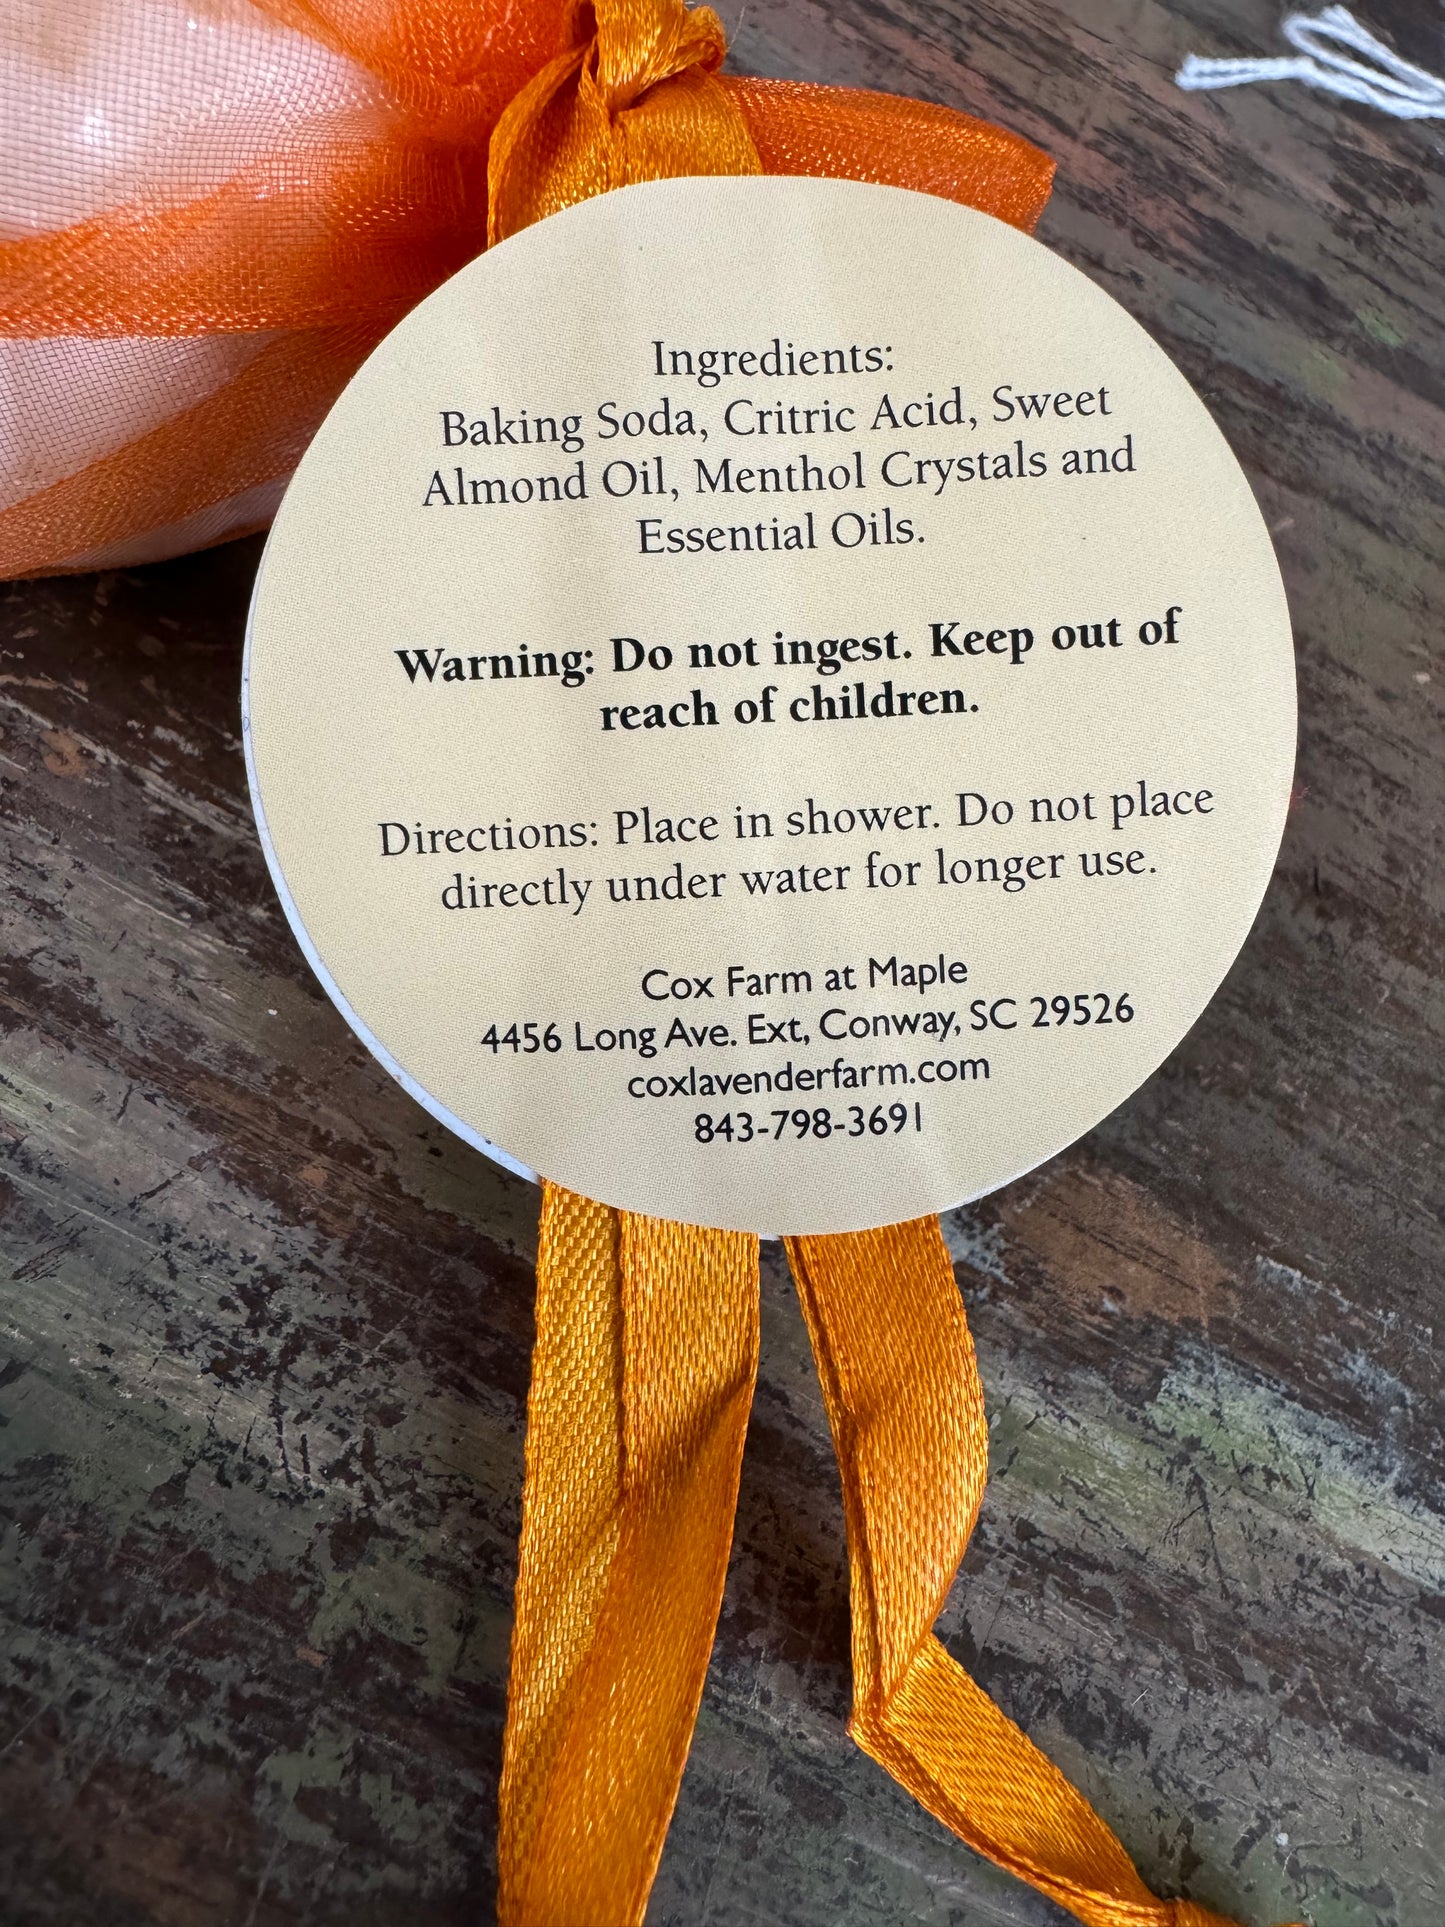 Ingredients:
Baking Soda, Critric Acid, Sweet
Almond Oil, Menthol Crystals and
Essential Oils.
Warning: Do not ingest. Keep out of
reach of children.
Directions: Place in shower. Do not place
directly under water for longer use.
Cox Farm at Maple
4456 Long Ave. Ext, Conway, SC 29526
coxlavenderfarm.com
843-798-3691